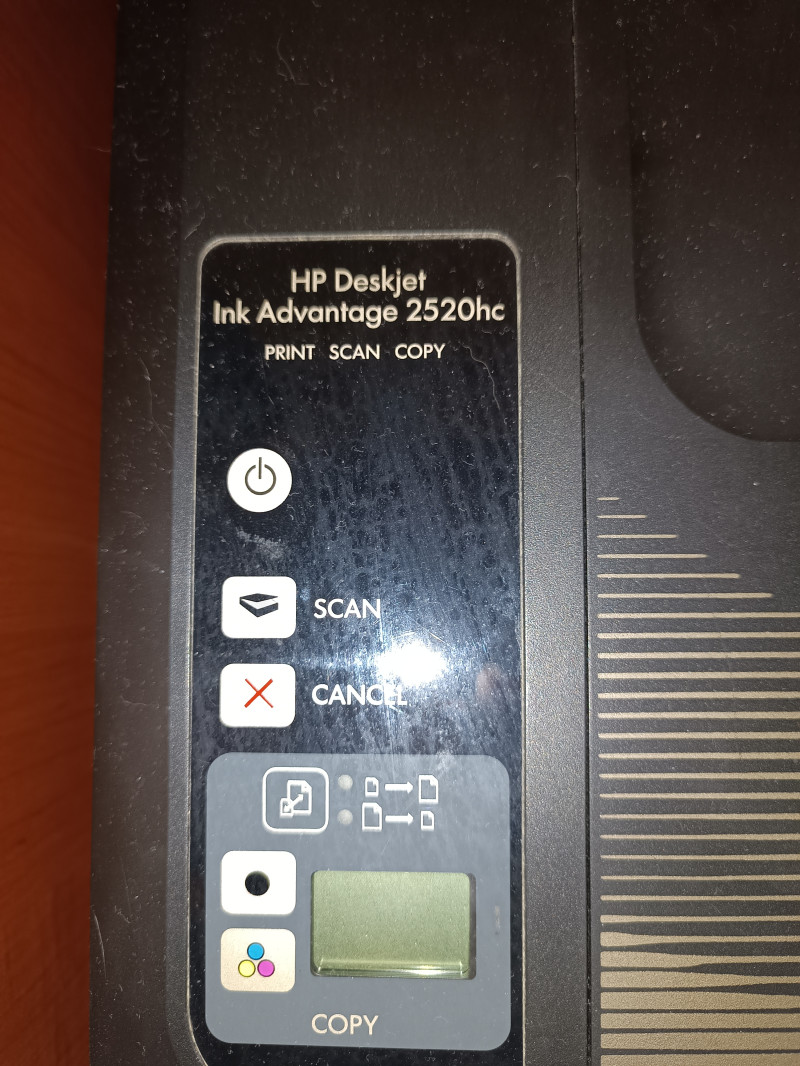 HP Deskjet
Ink Advantage 2520hc
PRINT SCAN COPY
SCAN
CANCEL
COPY